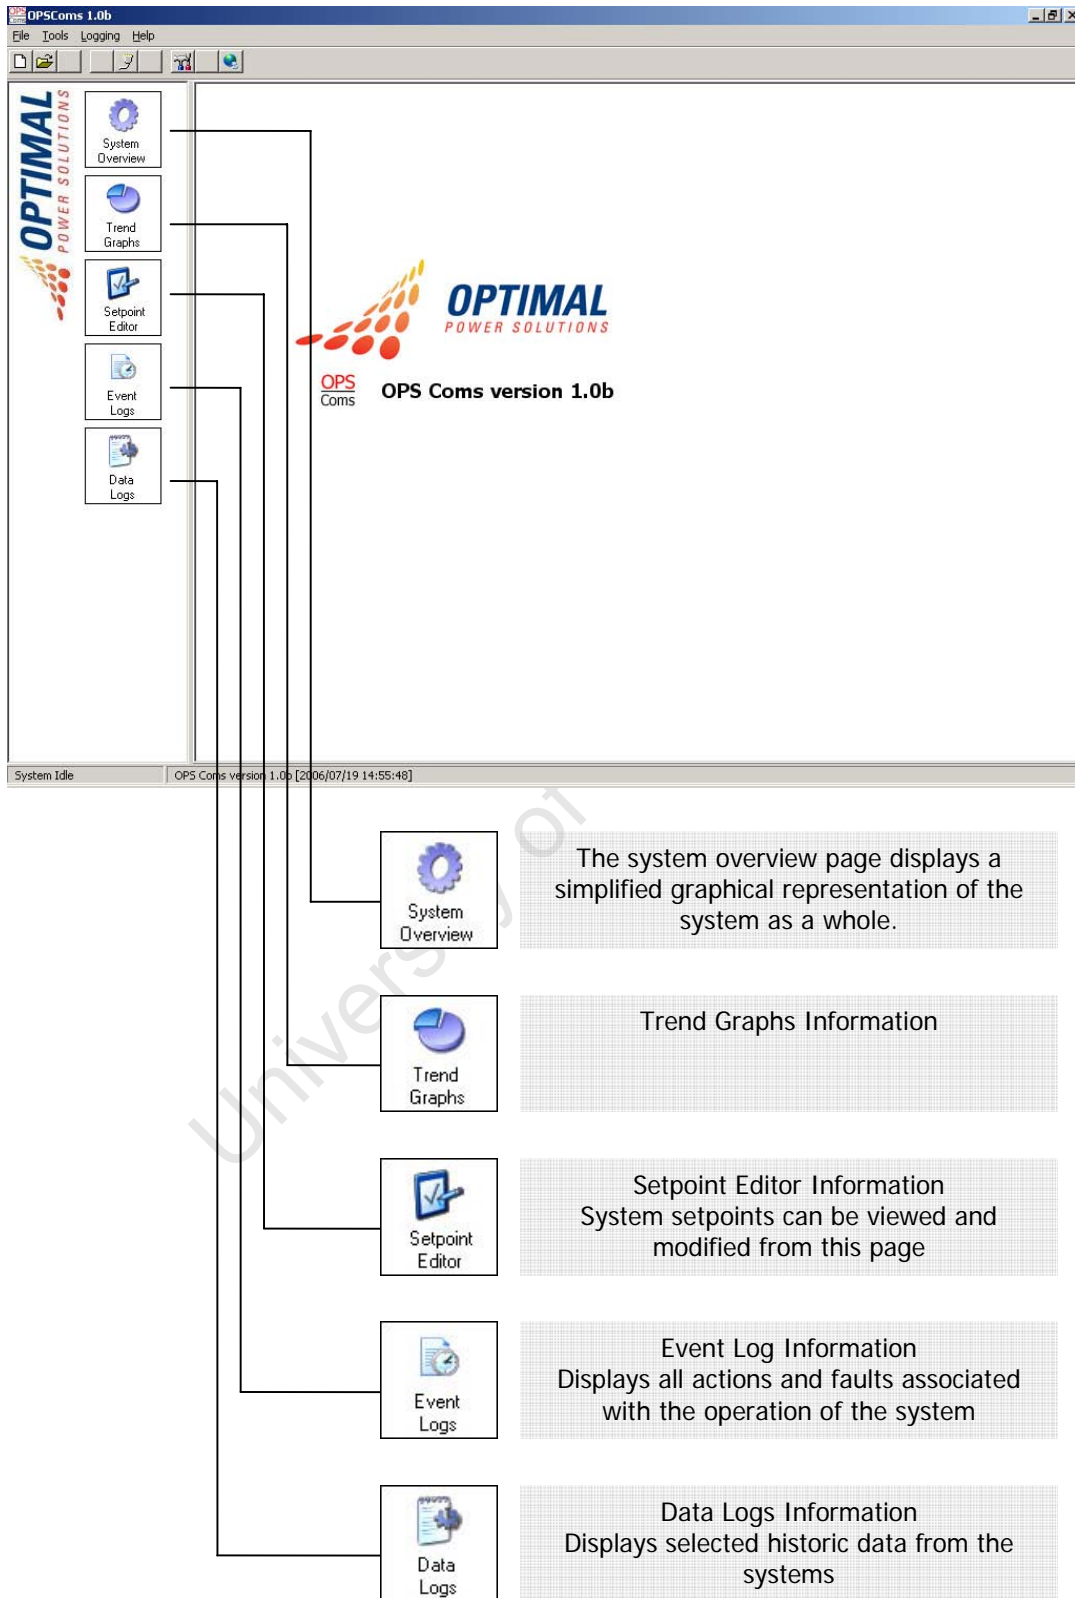 OPSComs 1.0b
File Tools Logging Help
OPTIMAL
POWER SOLUTIONS
System
Overview
Trend
Graphs
Setpoint
Editor
Event
Logs
Data
Logs
OPTIMAL
POWER SOLUTIONS
OPS
Coms
OPS Coms version 1.0b
System Idle
OPS Coms version 1.0b [2006/07/19 14:55:48]
University of
System
Overview
The system overview page displays a
simplified graphical representation of the
system as a whole.
Trend
Graphs
Trend Graphs Information
Setpoint
Editor
Setpoint Editor Information
System setpoints can be viewed and
modified from this page
Event
Logs
Event Log Information
Displays all actions and faults associated
with the operation of the system
Data
Logs
Data Logs Information
Displays selected historic data from the
systems